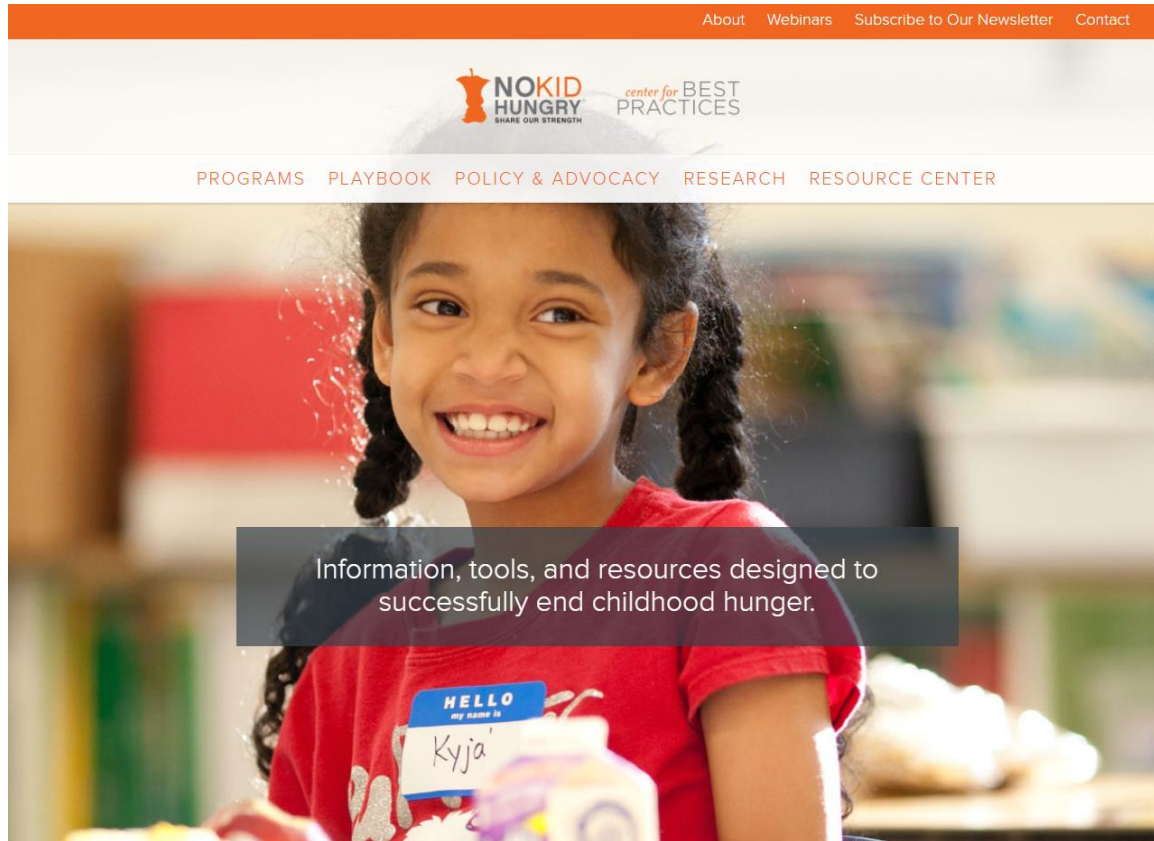 About Webinars Subscribe to Our Newsletter Contact
NOKID
HUNGRY
SHARE OUR STRENGTH
center for BEST
PRACTICES
PROGRAMS PLAYBOOK POLICY & ADVOCACY RESEARCH RESOURCE CENTER
Information, tools, and resources designed to
successfully end childhood hunger.
HELLO
my name is
Kyja'